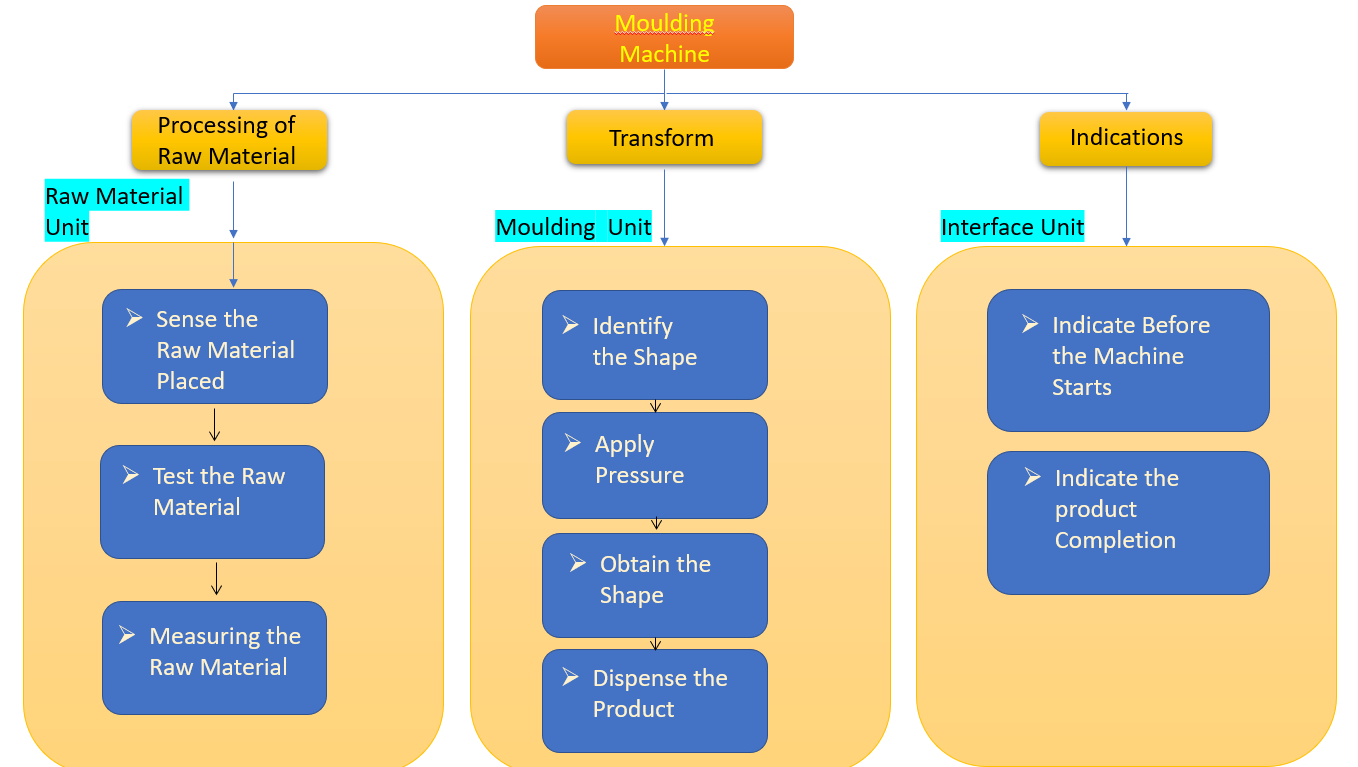 Moulding
Machine
Processing of
Raw Material
Transform
Indications
Raw Material
Unit
Moulding  Unit
Interface Unit
➢ Sense the
Raw Material
Placed
➢ Test the Raw
Material
➢ Measuring the
Raw Material
➢ Identify
the Shape
➢ Apply
Pressure
➢ Obtain the
Shape
➢ Dispense the
Product
➢ Indicate Before
the Machine
Starts
➢ Indicate the
product
Completion